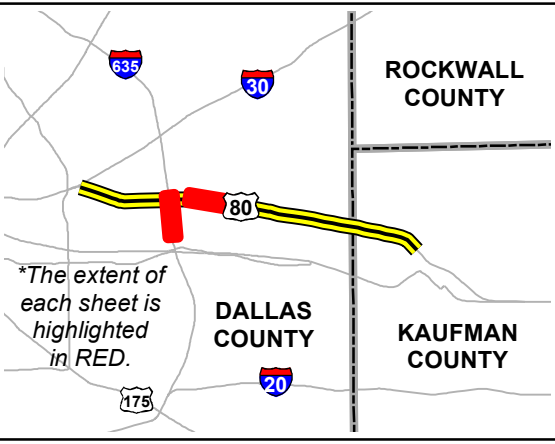 635
30
ROCKWALL
COUNTY
80
*The extent of
each sheet is
highlighted
in RED.
DALLAS
COUNTY
KAUFMAN
COUNTY
20
175